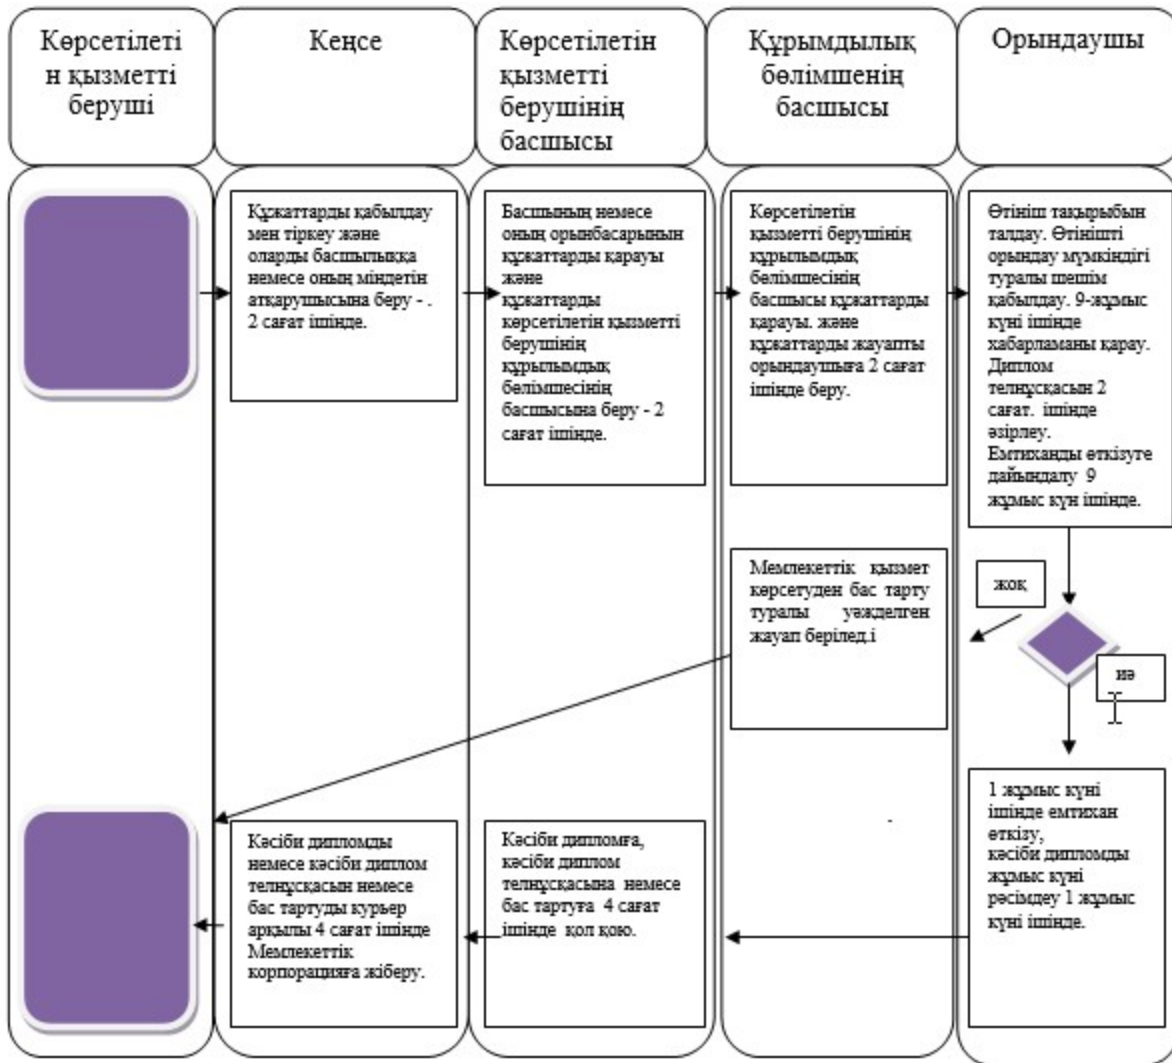 Көрсетілеті
н қызметті
беруші
Кеңсе
Көрсетілетін
қызметті
берушінің
басшысы
Құрымдылық
бөлімшенің
басшысы
Орындаушы
Құжаттарды қабылдау
мен тіркеу және
оларды басшылыққа
немесе оның міндетін
атқарушысына беру - .
2 сағат ішінде.
Басшының немесе
оның орынбасарының
құжаттарды қарауы
және
құжаттарды
көрсетілетін қызметті
берушінің
құрылымдық
бөлімшесінің
басшысына беру - 2
сағат ішінде.
Көрсетілетін
қызметті берушінің
құрылымдық
бөлімшесінің
басшысы құжаттарды
қарауы. және
құжаттарды жауапты
орындаушыға 2 сағат
ішінде беру.
Өтініш тақырыбын
талдау. Өтінішті
орындау мүмкіндігі
туралы шешім
қабылдау. 9-жұмыс
күні ішінде
хабарламаны қарау.
Диплом
телнұсқасын 2
сағат. ішінде
әзірлеу.
Емтиханды өткізуге
дайындалу 9
жұмыс күн ішінде.
Мемлекеттік қызмет
көрсетуден бас тарту
туралы уәжделген
жауап берілед.і
жоқ
иә
1 жұмыс күні
ішінде емтихан
өткізу,
кәсіби дипломды
жұмыс күні
рәсімдеу 1 жұмыс
күні ішінде.
Кәсіби дипломға,
кәсіби диплом
телнұсқасына немесе
бас тартуға 4 сағат
ішінде қол қою.
Кәсіби дипломды
немесе кәсіби диплом
телнұсқасын немесе
бас тартуды курьер
арқылы 4 сағат ішінде
Мемлекеттік
корпорацияға жіберу.